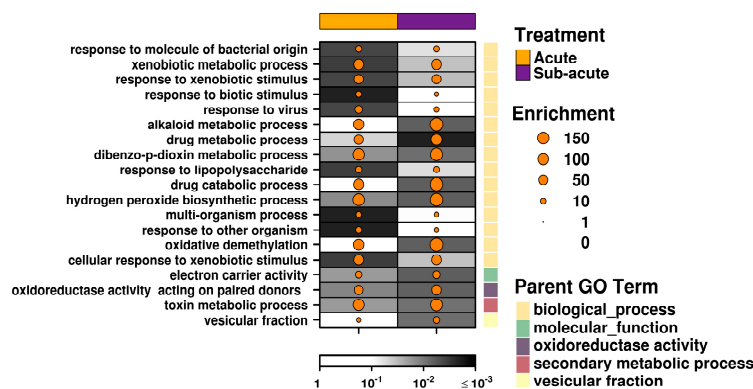 response to molecule of bacterial origin
xenobiotic metabolic process
response to xenobiotic stimulus
response to biotic stimulus
response to virus
alkaloid metabolic process
drug metabolic process
dibenzo-p-dioxin metabolic process
response to lipopolysaccharide
drug catabolic process
hydrogen peroxide biosynthetic process
multi-organism process
response to other organism
oxidative demethylation
cellular response to xenobiotic stimulus
electron carrier activity
oxidoreductase activity acting on paired donors
toxin metabolic process
vesicular fraction
1 10⁻¹ 10⁻² ≤10⁻³
Treatment
Acute
Sub-acute
Enrichment
150
100
50
10
1
0
Parent GO Term
biological_process
molecular_function
oxidoreductase activity
secondary metabolic process
vesicular fraction